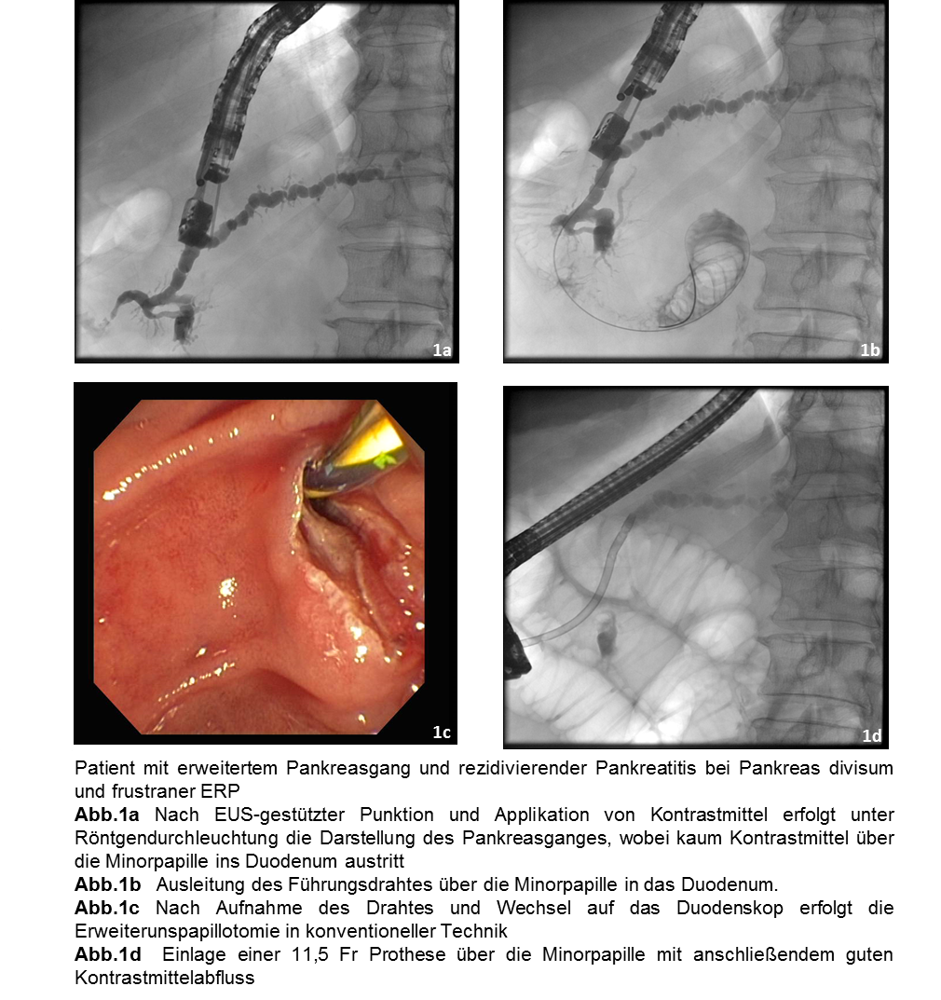 1a
1b
1c
1d
Patient mit erweitertem Pankreasgang und rezidivierender Pankreatitis bei Pankreas divisum
und frustraner ERP
Abb.1a Nach EUS-gestützter Punktion und Applikation von Kontrastmittel erfolgt unter
Röntgendurchleuchtung die Darstellung des Pankreasganges, wobei kaum Kontrastmittel über
die Minorpapille ins Duodenum austritt
Abb.1b Ausleitung des Führungsdrahtes über die Minorpapille in das Duodenum.
Abb.1c Nach Aufnahme des Drahtes und Wechsel auf das Duodenskop erfolgt die
Erweiterunspapillotomie in konventioneller Technik
Abb.1d Einlage einer 11,5 Fr Prothese über die Minorpapille mit anschließendem guten
Kontrastmittelabfluss